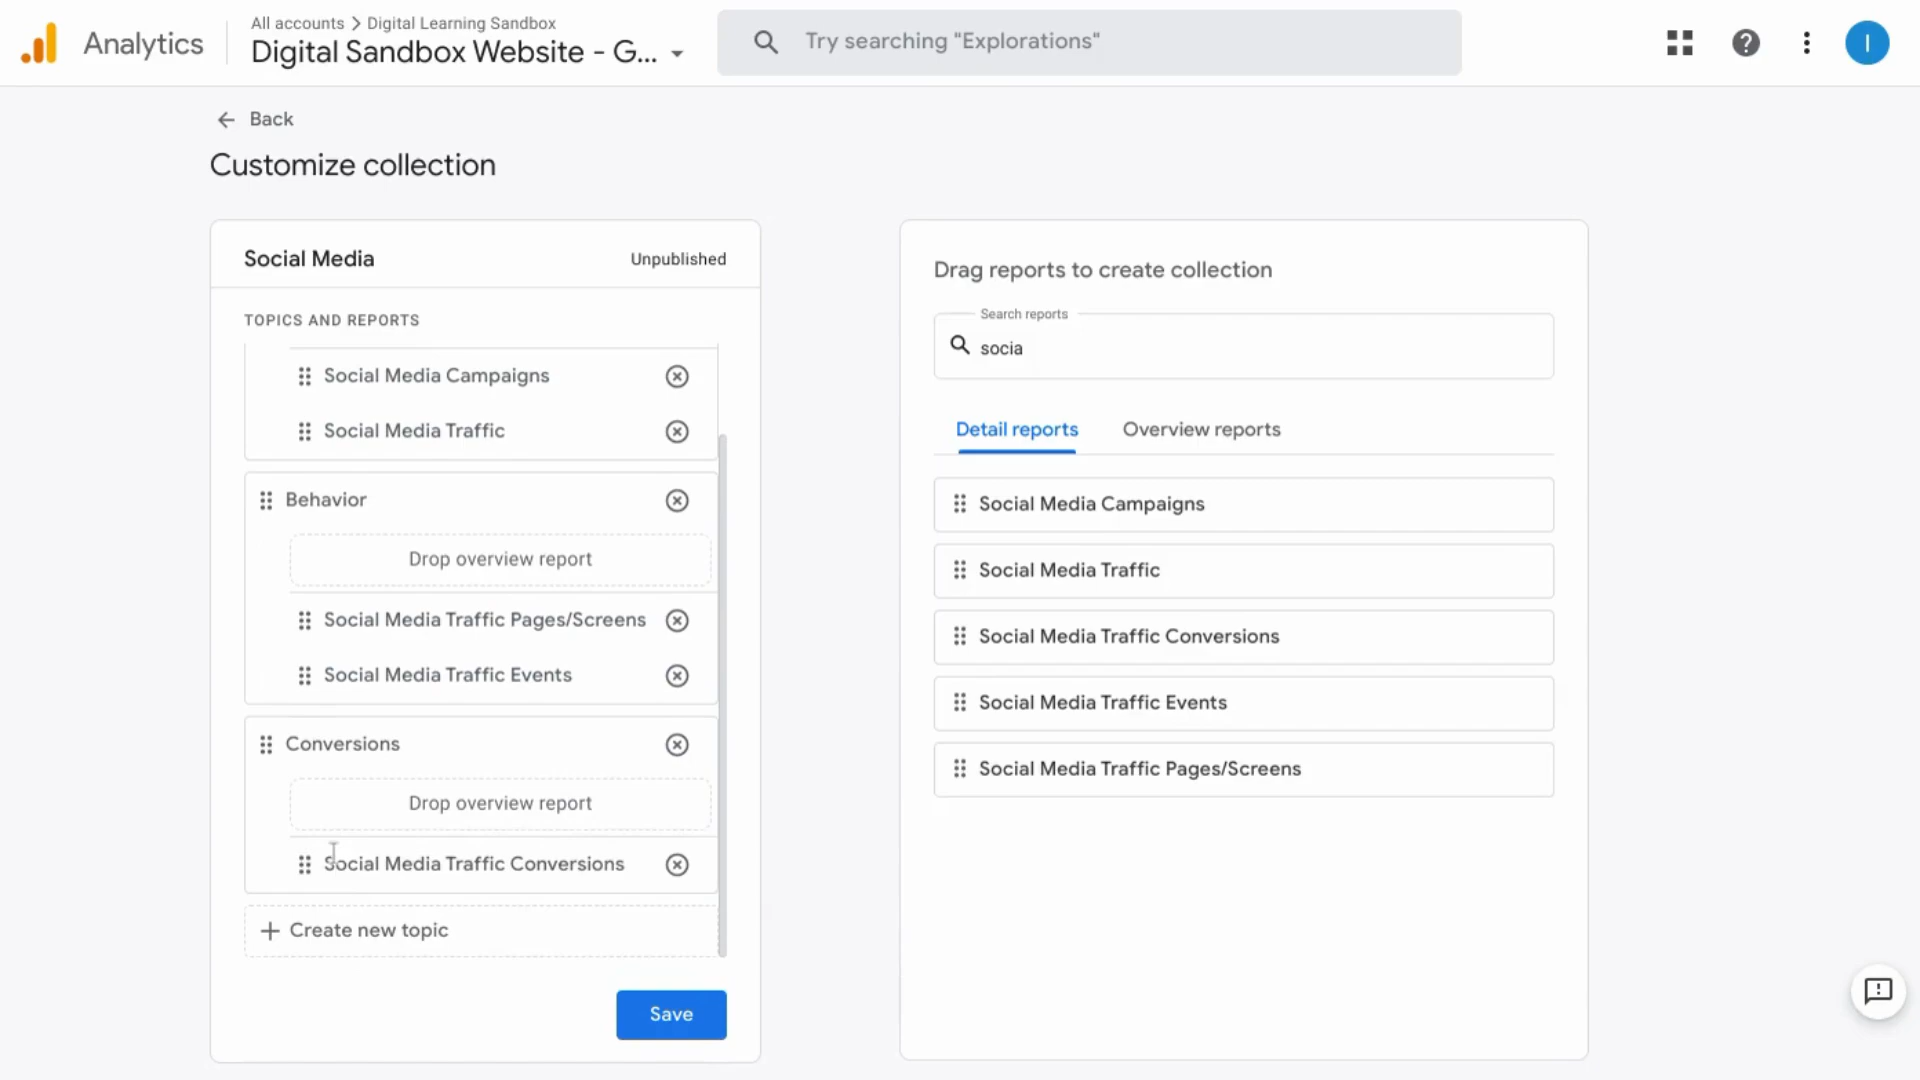 Analytics
All accounts > Digital Learning Sandbox
Digital Sandbox Website - G...
Try searching "Explorations"
I
Back
Customize collection
Social Media
Unpublished
TOPICS AND REPORTS
Social Media Campaigns
Social Media Traffic
Behavior
Drop overview report
Social Media Traffic Pages/Screens
Social Media Traffic Events
Conversions
Drop overview report
Social Media Traffic Conversions
+ Create new topic
Save
Drag reports to create collection
Search reports
socia
Detail reports
Overview reports
Social Media Campaigns
Social Media Traffic
Social Media Traffic Conversions
Social Media Traffic Events
Social Media Traffic Pages/Screens